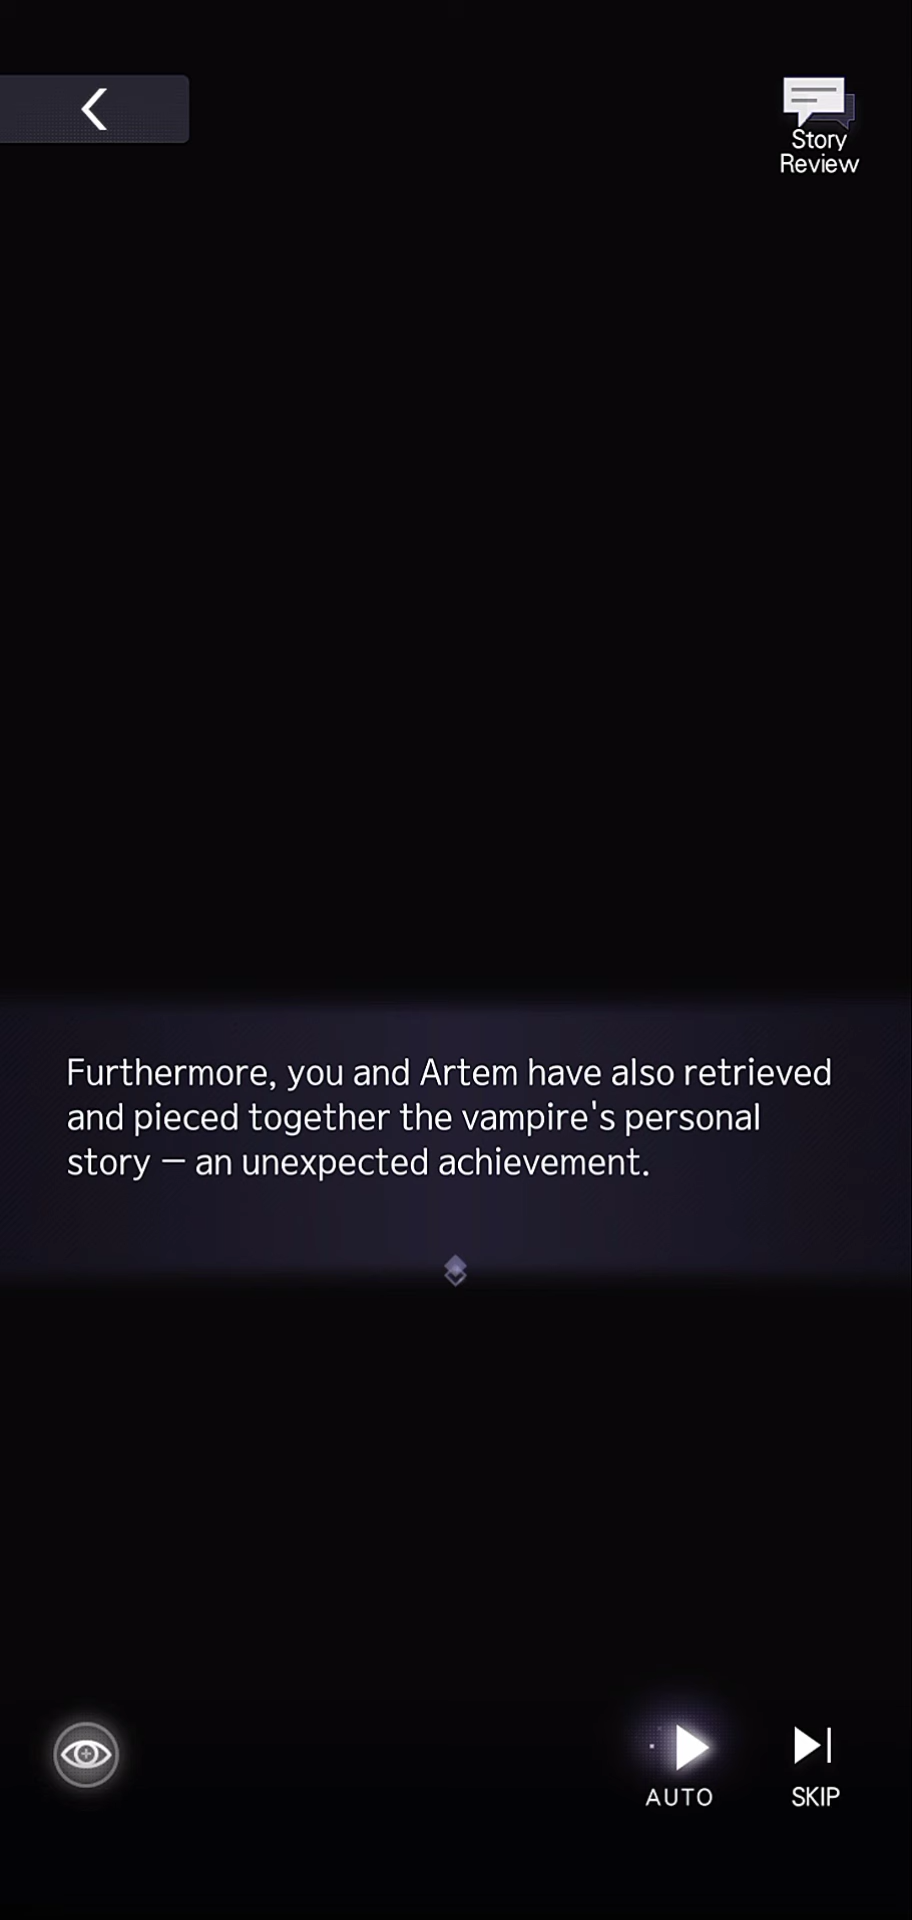 Story
Review
Furthermore, you and Artem have also retrieved
and pieced together the vampire's personal
story — an unexpected achievement.
AUTO
SKIP